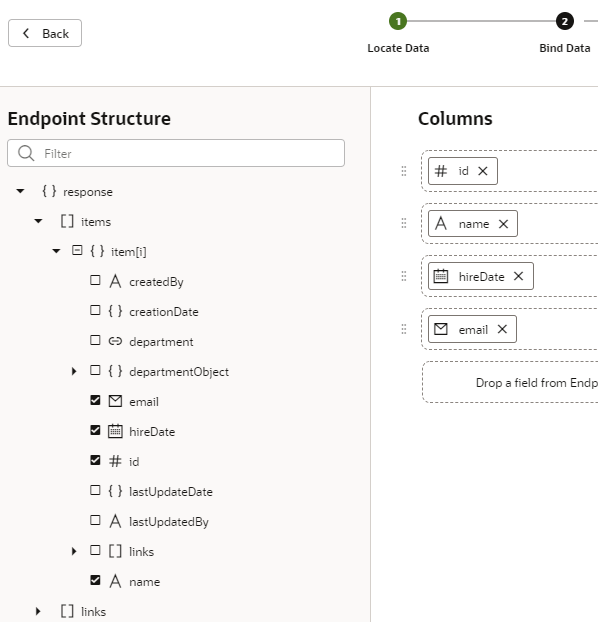 Back
1
2
Locate Data
Bind Data
Endpoint Structure
Filter
{ } response
[ ] items
{ } item[i]
A createdBy
{ } creationDate
department
{ } departmentObject
email
hireDate
# id
{ } lastUpdateDate
A lastUpdatedBy
[ ] links
A name
[ ] links
Columns
# id
A name
hireDate
email
Drop a field from Endp